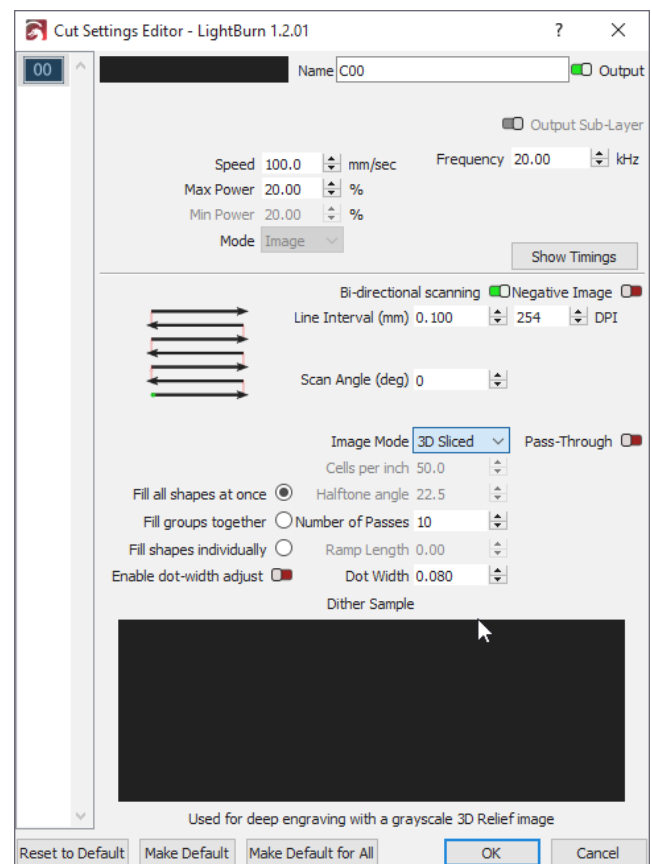 Cut Settings Editor - LightBurn 1.2.01 ?
00
Name C00 Output
Output Sub-Layer
Speed 100.0 mm/sec Frequency 20.00 kHz
Max Power 20.00 %
Min Power 20.00 %
Mode Image
Show Timings
Bi-directional scanning Negative Image
Line Interval (mm) 0.100 254 DPI
Scan Angle (deg) 0
Image Mode 3D Sliced Pass-Through
Cells per inch 50.0
Fill all shapes at once Halftone angle 22.5
Fill groups together Number of Passes 10
Fill shapes individually Ramp Length 0.00
Enable dot-width adjust Dot Width 0.080
Dither Sample
Used for deep engraving with a grayscale 3D Relief image
Reset to Default Make Default Make Default for All OK Cancel